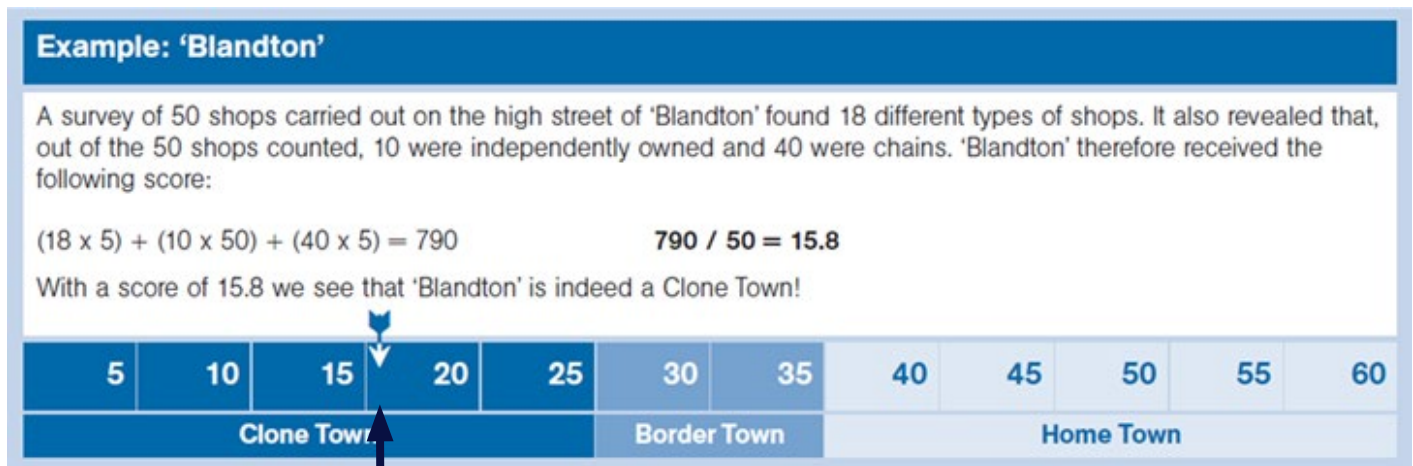 Example: ‘Blandton’
A survey of 50 shops carried out on the high street of ‘Blandton’ found 18 different types of shops. It also revealed that,
out of the 50 shops counted, 10 were independently owned and 40 were chains. ‘Blandton’ therefore received the
following score:
(18 x 5) + (10 x 50) + (40 x 5) = 790 790 / 50 = 15.8
With a score of 15.8 we see that ‘Blandton’ is indeed a Clone Town!
5 10 15 20 25 30 35 40 45 50 55 60
Clone Town Border Town Home Town